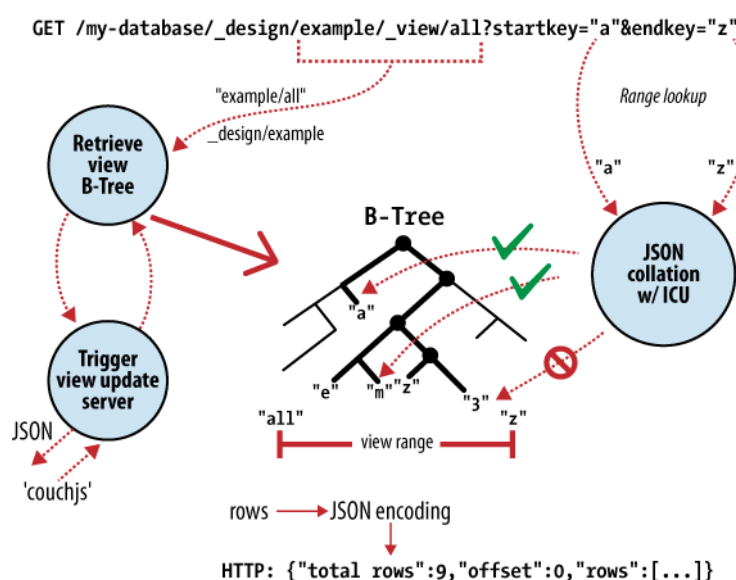 GET /my-database/_design/example/_view/all?startkey="a"&endkey="z"
"example/all"
_design/example
Range lookup
Retrieve
view
B-Tree
"a"
"z"
B-Tree
JSON
collation
w/ ICU
"a"
Trigger
view update
server
"e"
"m"
"z"
"3"
JSON
"all"
"z"
view range
'couchjs'
rows
JSON encoding
HTTP: {"total rows":9,"offset":0,"rows":[...]}